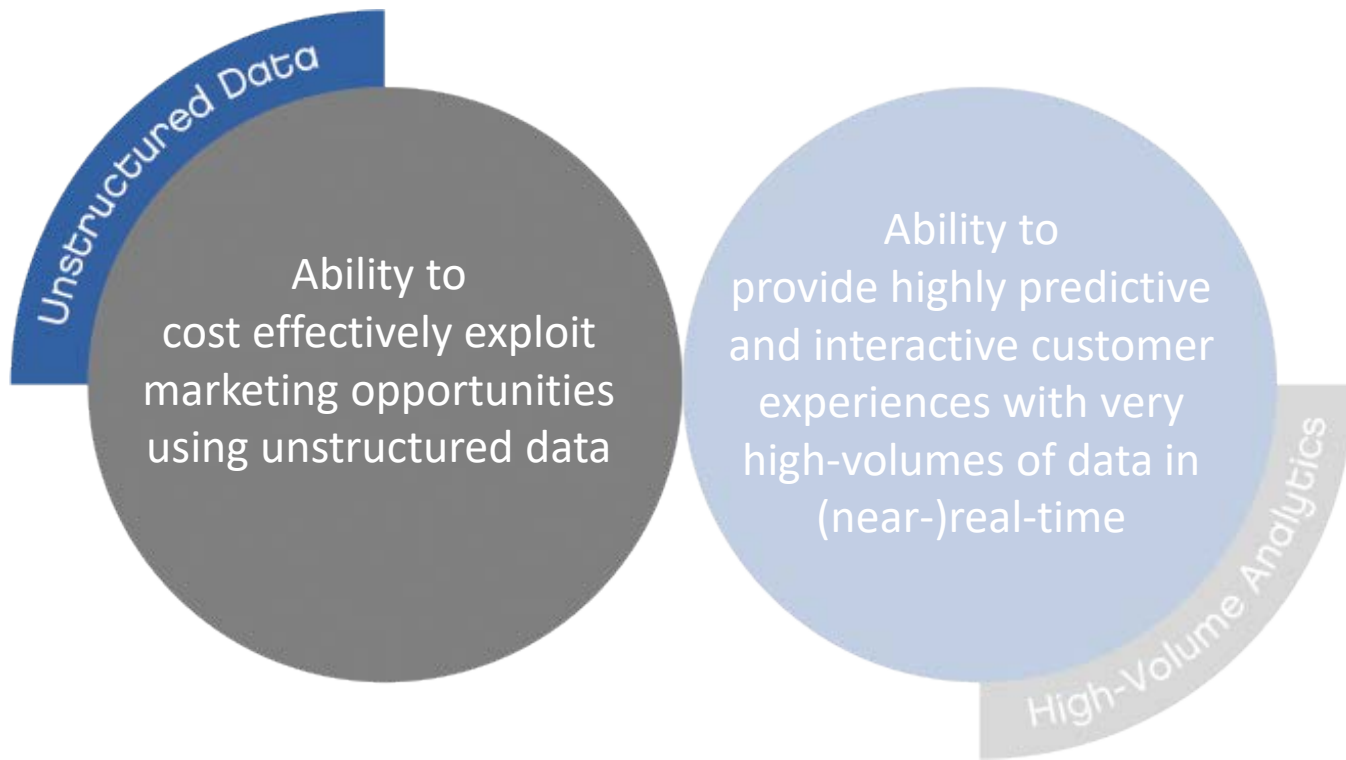 Unstructured Data
Ability to
cost effectively exploit
marketing opportunities
using unstructured data
Ability to
provide highly predictive
and interactive customer
experiences with very
high-volumes of data in
(near-)real-time
High-Volume Analytics